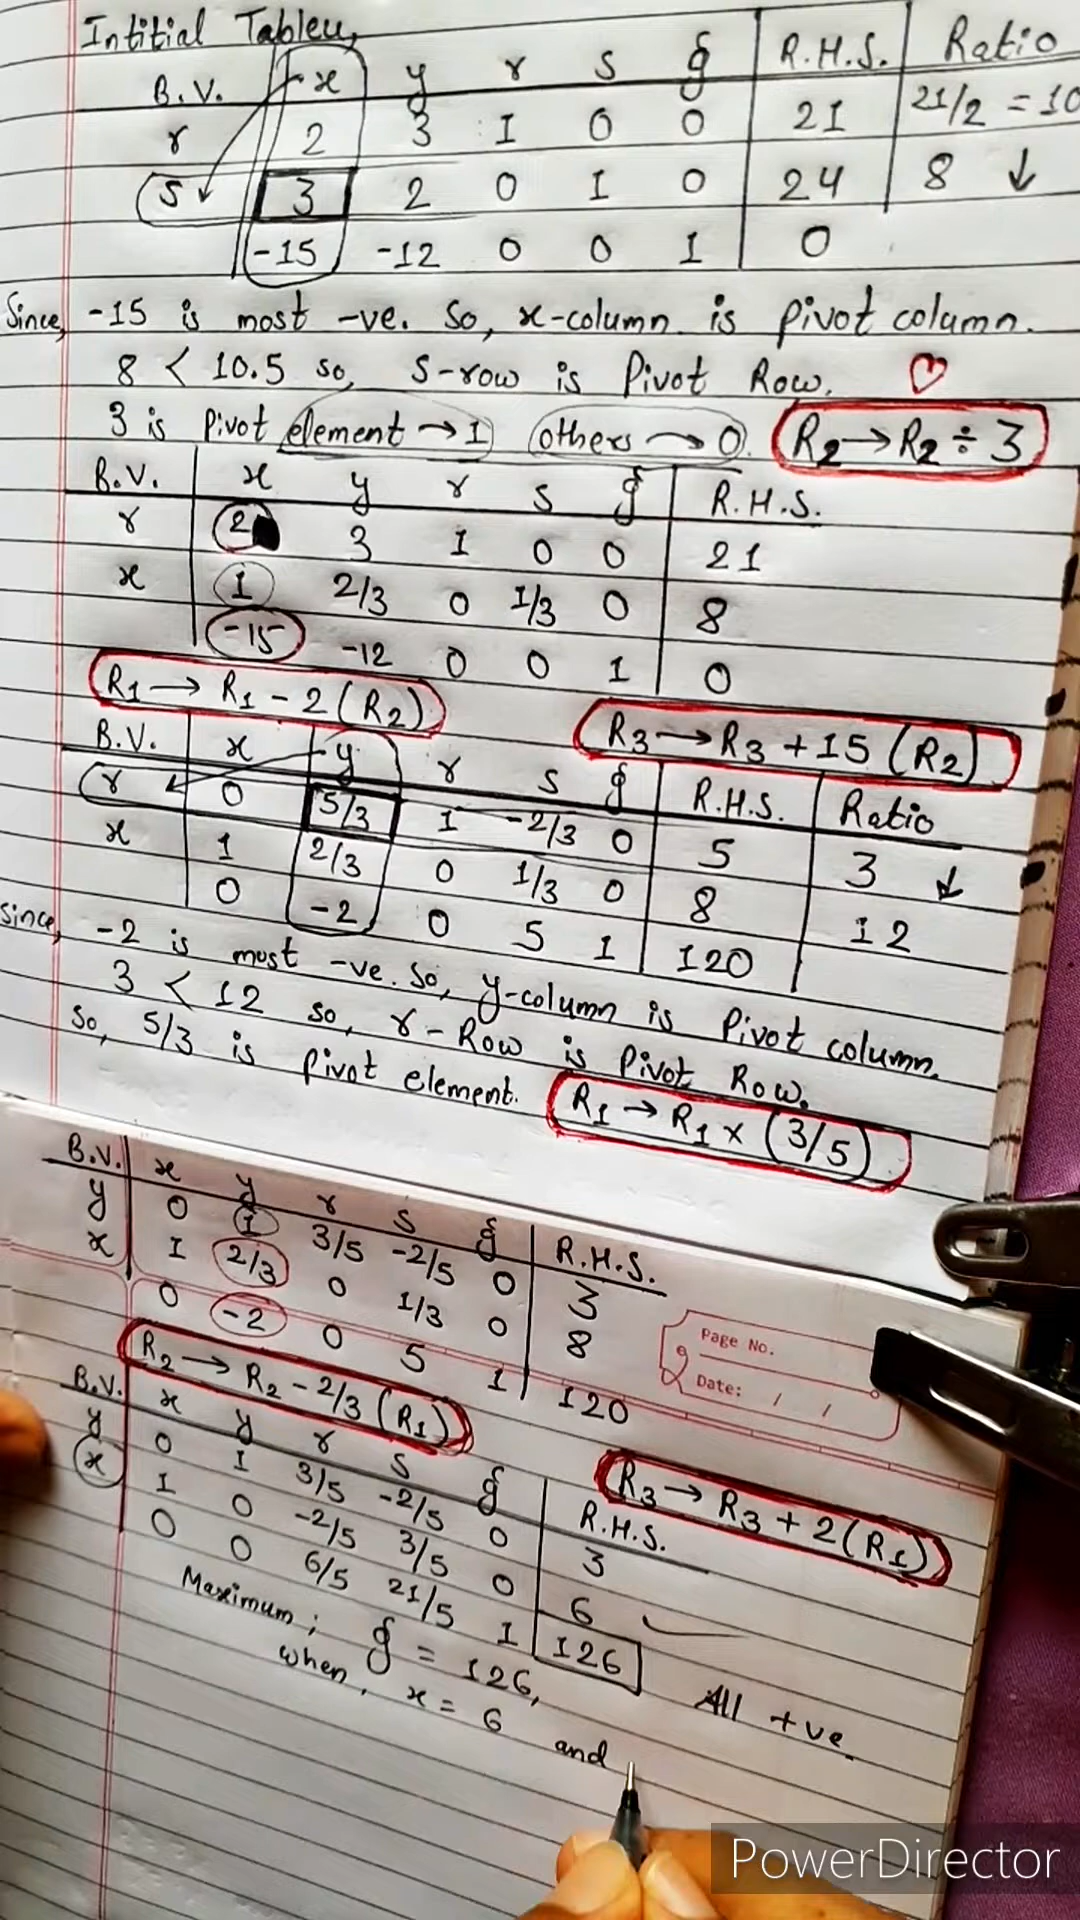 Intitial Tableu,
B.V. x y r s f R.H.S. Ratio
r 2 3 1 0 0 21 21/2 = 10
s 3 2 0 1 0 24 8 ↓
-15 -12 0 0 1 0
Since, -15 is most -ve. So, x-column is pivot column.
8 < 10.5 so, s-row is Pivot Row. ♡
3 is Pivot element → 1 others → 0. R2 → R2 ÷ 3
B.V. x y r s f R.H.S.
r 2 3 1 0 0 21
x 1 2/3 0 1/3 0 8
-15 -12 0 0 1 0
R1 → R1 - 2 (R2) R3 → R3 + 15 (R2)
B.V. x y r s f R.H.S. Ratio
r 0 5/3 1 -2/3 0 5 3 ↓
x 1 2/3 0 1/3 0 8 12
0 -2 0 5 1 120
Since, -2 is most -ve. So, y-column is Pivot column.
3 < 12 so, r-Row is Pivot Row.
So, 5/3 is pivot element. R1 → R1 x (3/5)
B.V. x y r s f R.H.S.
y 0 1 3/5 -2/5 0 3
x 1 2/3 0 1/3 0 8
0 -2 0 5 1 120
Page No.
Date: / /
R2 → R2 - 2/3 (R1) R3 → R3 + 2 (R1)
B.V. x y r s f R.H.S.
y 0 1 3/5 -2/5 0 3
x 1 0 -2/5 3/5 0 6
0 0 6/5 21/5 1 126
Maximum; f = 126, All +ve.
when, x = 6 and
PowerDirector